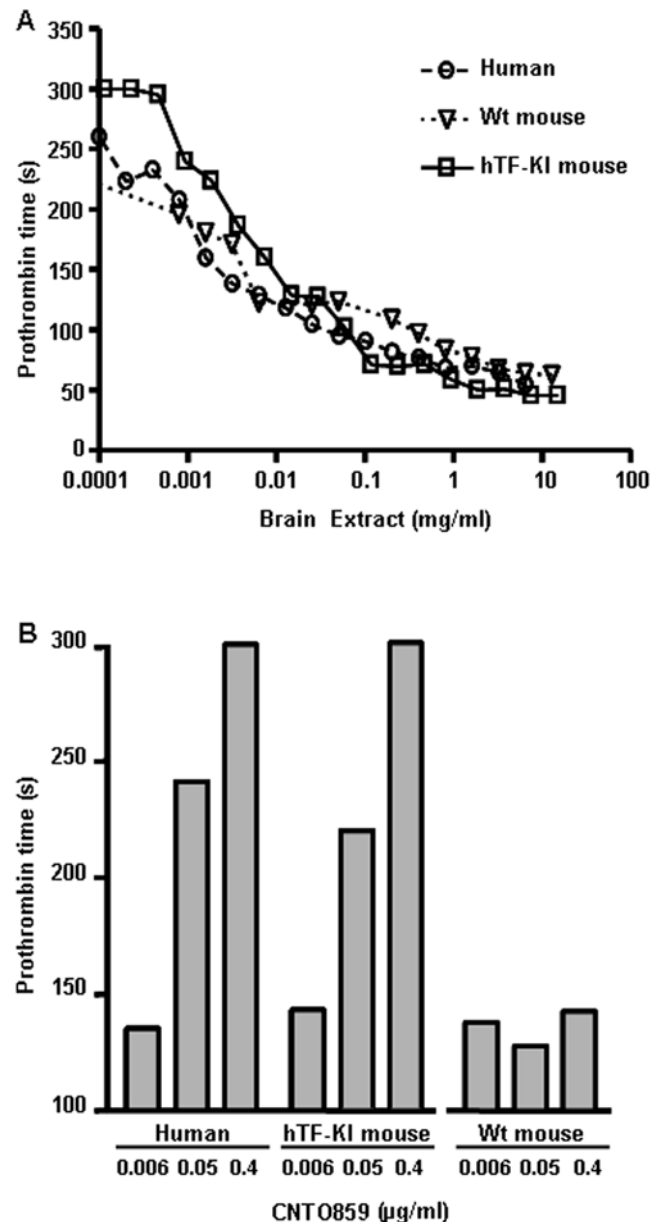 A
300
250
200
150
100
50
0
Prothrombin time (s)
Human
Wt mouse
hTF-KI mouse
0.0001 0.001 0.01 0.1 1 10 100
Brain Extract (mg/ml)
B
300
250
200
150
100
Prothrombin time (s)
Human hTF-KI mouse Wt mouse
0.006 0.05 0.4 0.006 0.05 0.4 0.006 0.05 0.4
CNTO859 (µg/ml)